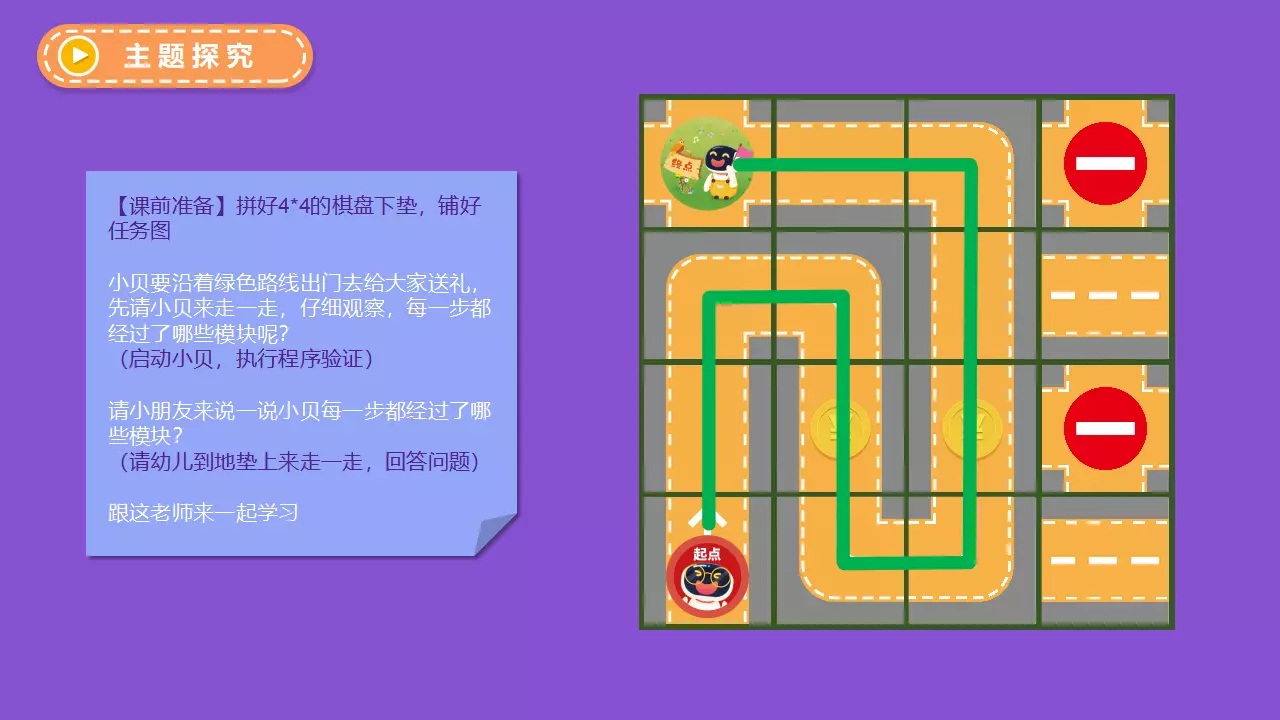 主题探究
【课前准备】拼好4*4的棋盘下垫，铺好
任务图
小贝要沿着绿色路线出门去给大家送礼，
先请小贝来走一走，仔细观察，每一步都
经过了哪些模块呢？
（启动小贝，执行程序验证）
请小朋友来说一说小贝每一步都经过了哪
些模块？
（请幼儿到地垫上来走一走，回答问题）
跟这老师来一起学习
终点
¥ ¥
起点